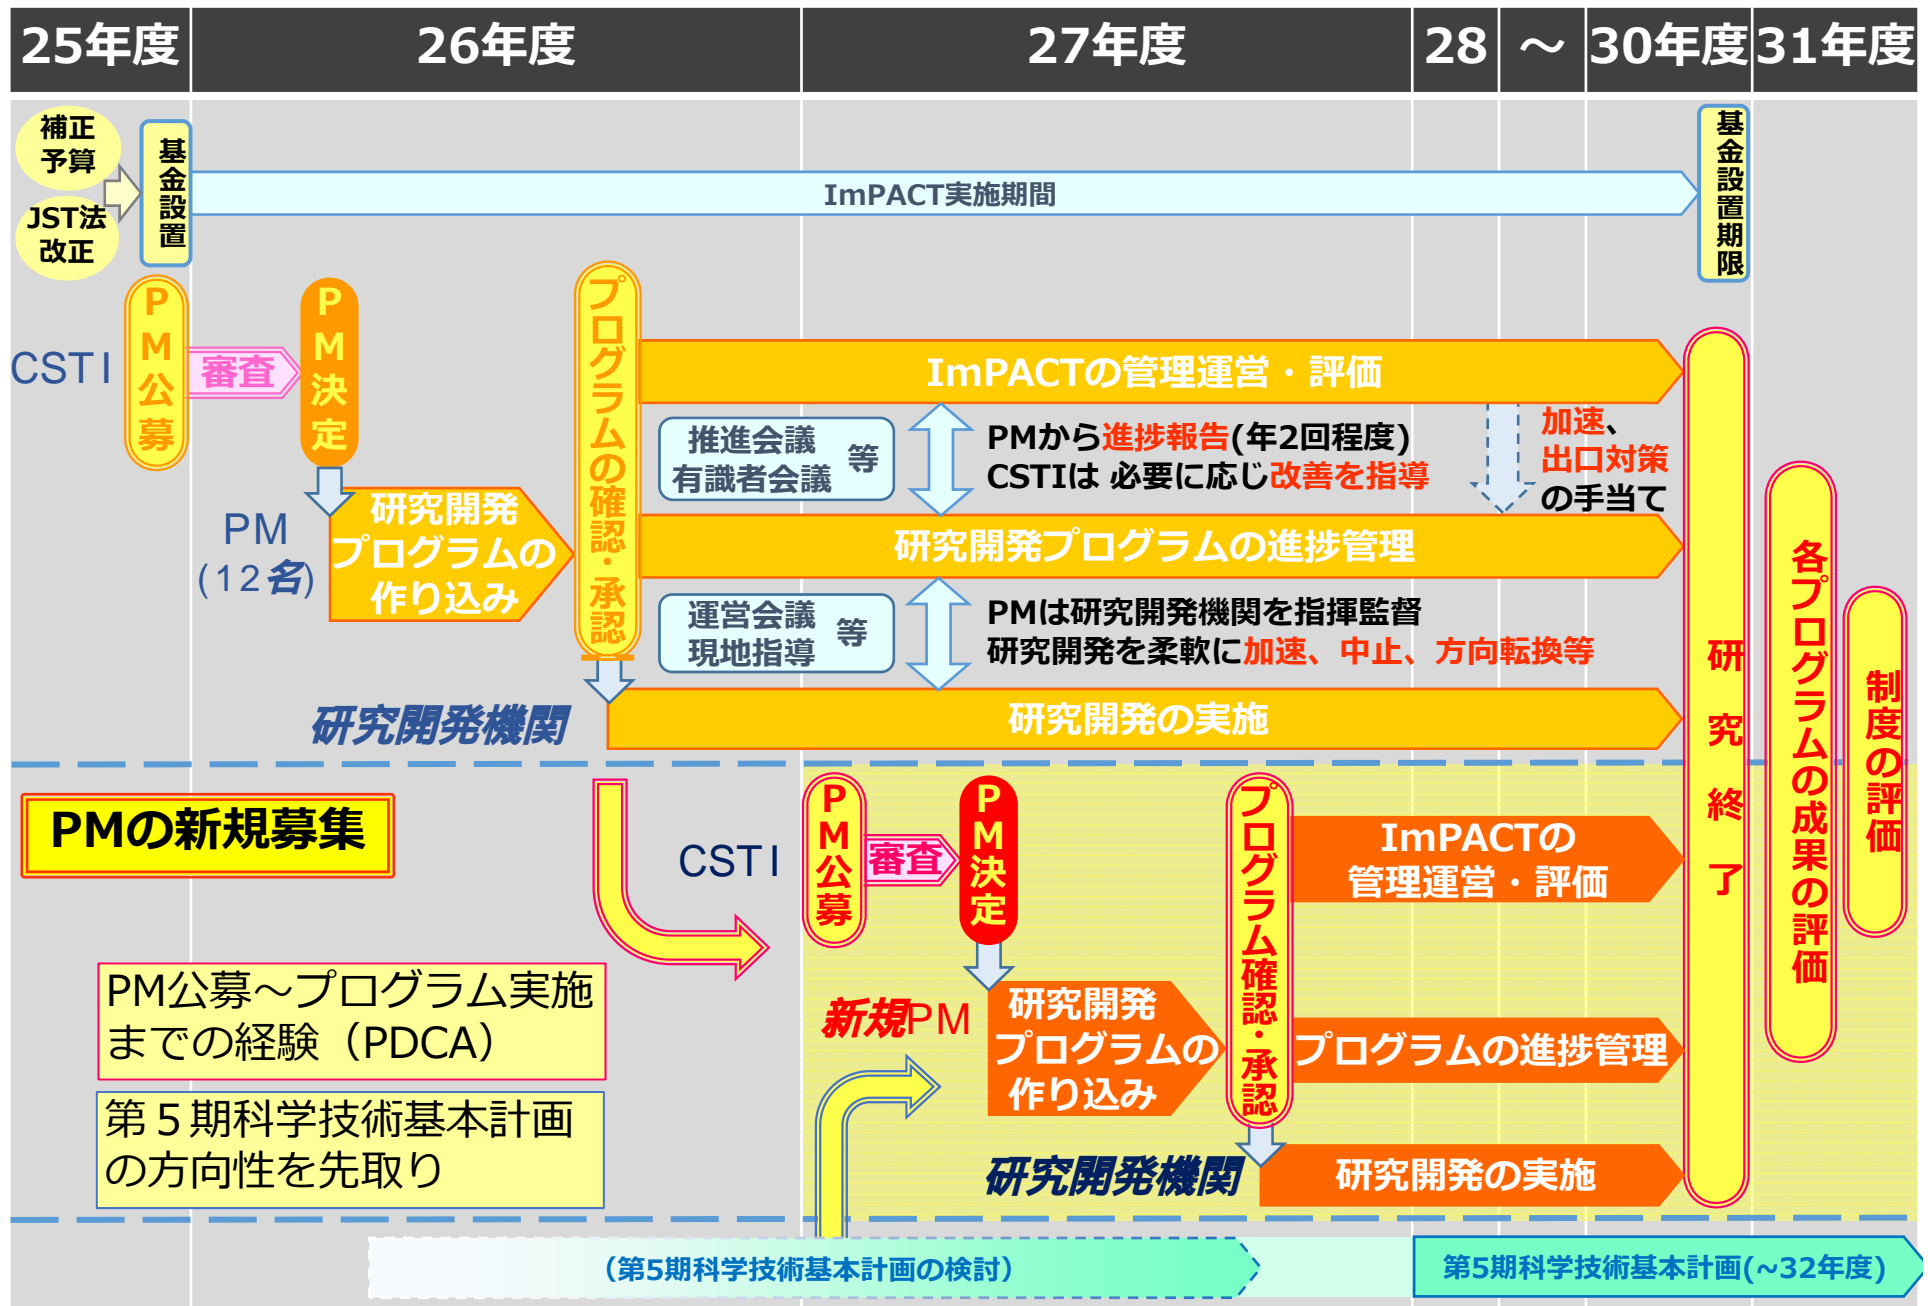 25年度
26年度
27年度
28
～
30年度
31年度
補正
予算
JST法
改正
基金設置
ImPACT実施期間
基金設置期限
CSTI
PM公募
審査
PM決定
プログラムの確認・承認
ImPACTの管理運営・評価
推進会議
有識者会議
等
PMから進捗報告(年2回程度)
CSTIは 必要に応じ改善を指導
加速、
出口対策
の手当て
PM
(12名)
研究開発
プログラムの
作り込み
研究開発プログラムの進捗管理
運営会議
現地指導
等
PMは研究開発機関を指揮監督
研究開発を柔軟に加速、中止、方向転換等
研究開発機関
研究開発の実施
研究終了
各プログラムの成果の評価
制度の評価
PMの新規募集
CSTI
PM公募
審査
PM決定
プログラム確認・承認
ImPACTの
管理運営・評価
PM公募～プログラム実施
までの経験（PDCA）
新規PM
研究開発
プログラムの
作り込み
プログラムの進捗管理
第５期科学技術基本計画
の方向性を先取り
研究開発機関
研究開発の実施
（第5期科学技術基本計画の検討）
第5期科学技術基本計画(~32年度)